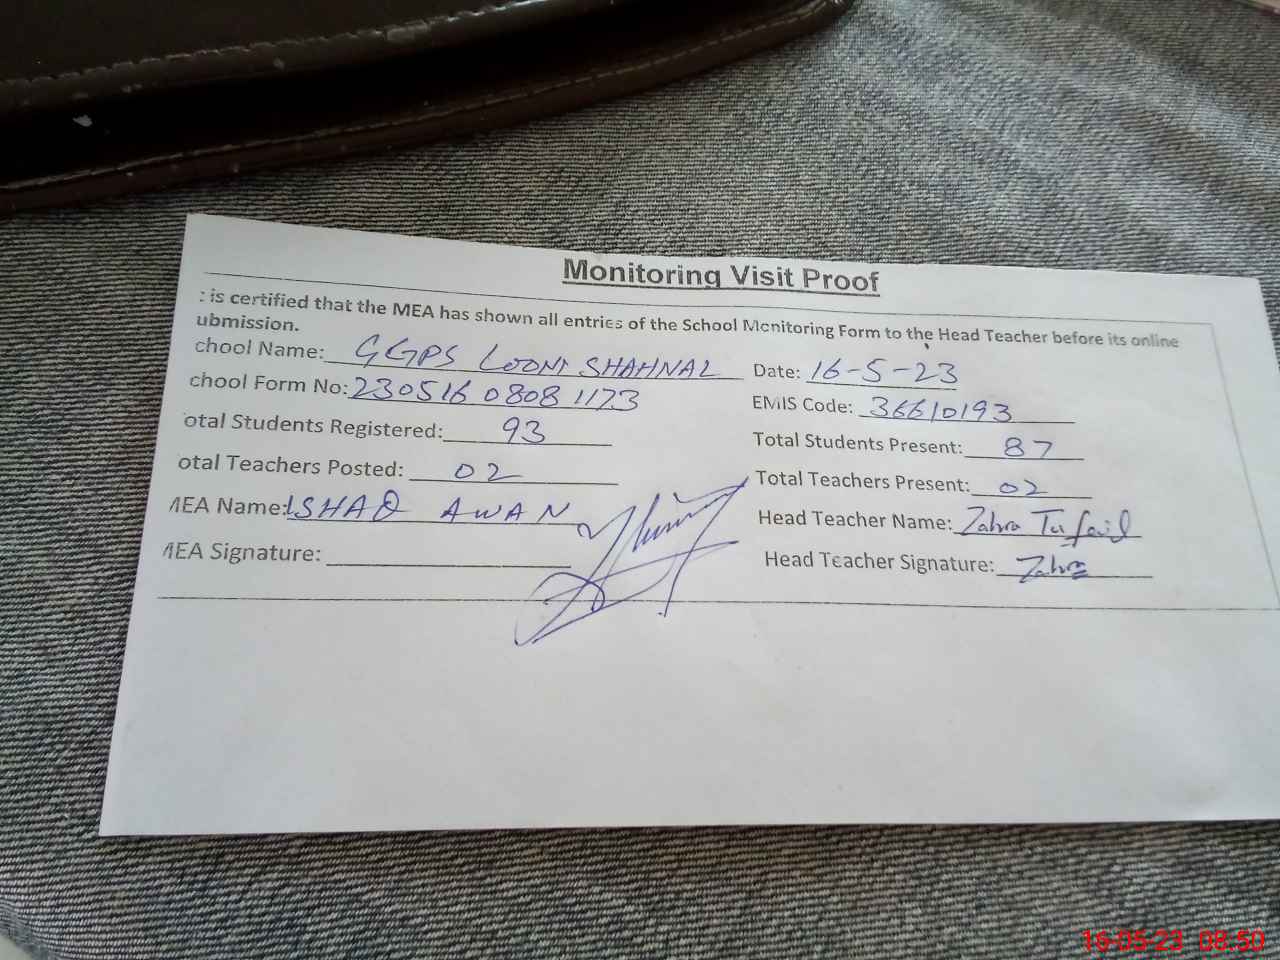 Monitoring Visit Proof
: is certified that the MEA has shown all entries of the School Monitoring Form to the Head Teacher before its online
ubmission.
chool Name: GGPS LOONI SHAHNAL Date: 16-5-23
chool Form No: 230516 0808 1173 EMIS Code: 36610193
otal Students Registered: 93 Total Students Present: 87
otal Teachers Posted: 02 Total Teachers Present: 02
MEA Name: ISHAQ AWAN Head Teacher Name: Zahra Tufail
MEA Signature: Head Teacher Signature: Zahra
16-05-23 08:50